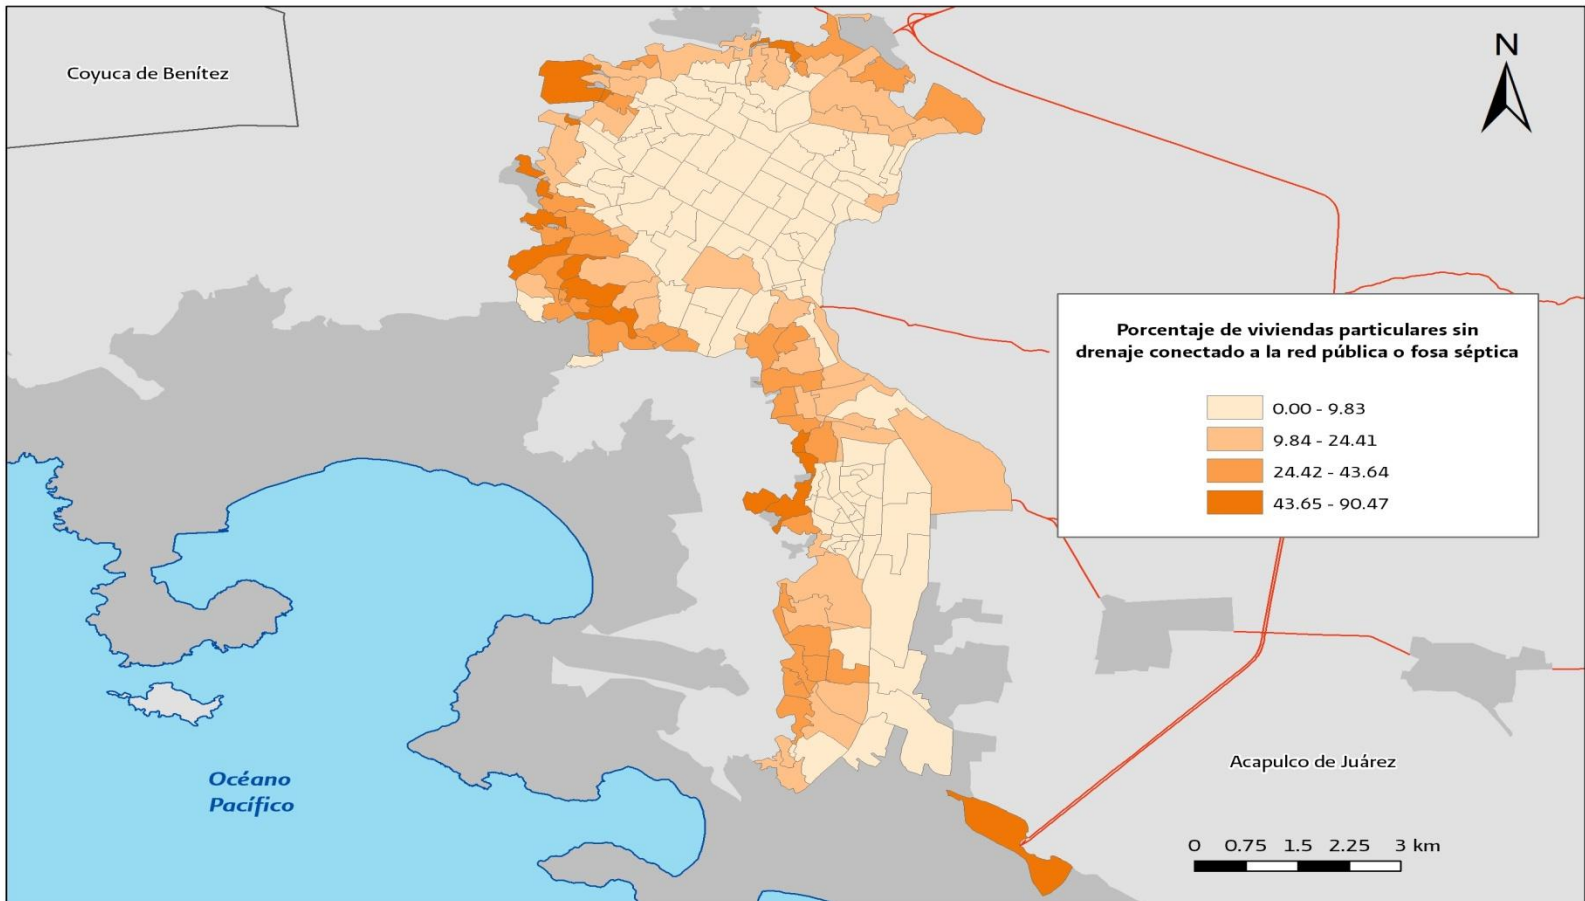 Coyuca de Benítez
N
Porcentaje de viviendas particulares sin
drenaje conectado a la red pública o fosa séptica
0.00 - 9.83
9.84 - 24.41
24.42 - 43.64
43.65 - 90.47
Acapulco de Juárez
Océano
Pacífico
0 0.75 1.5 2.25 3 km